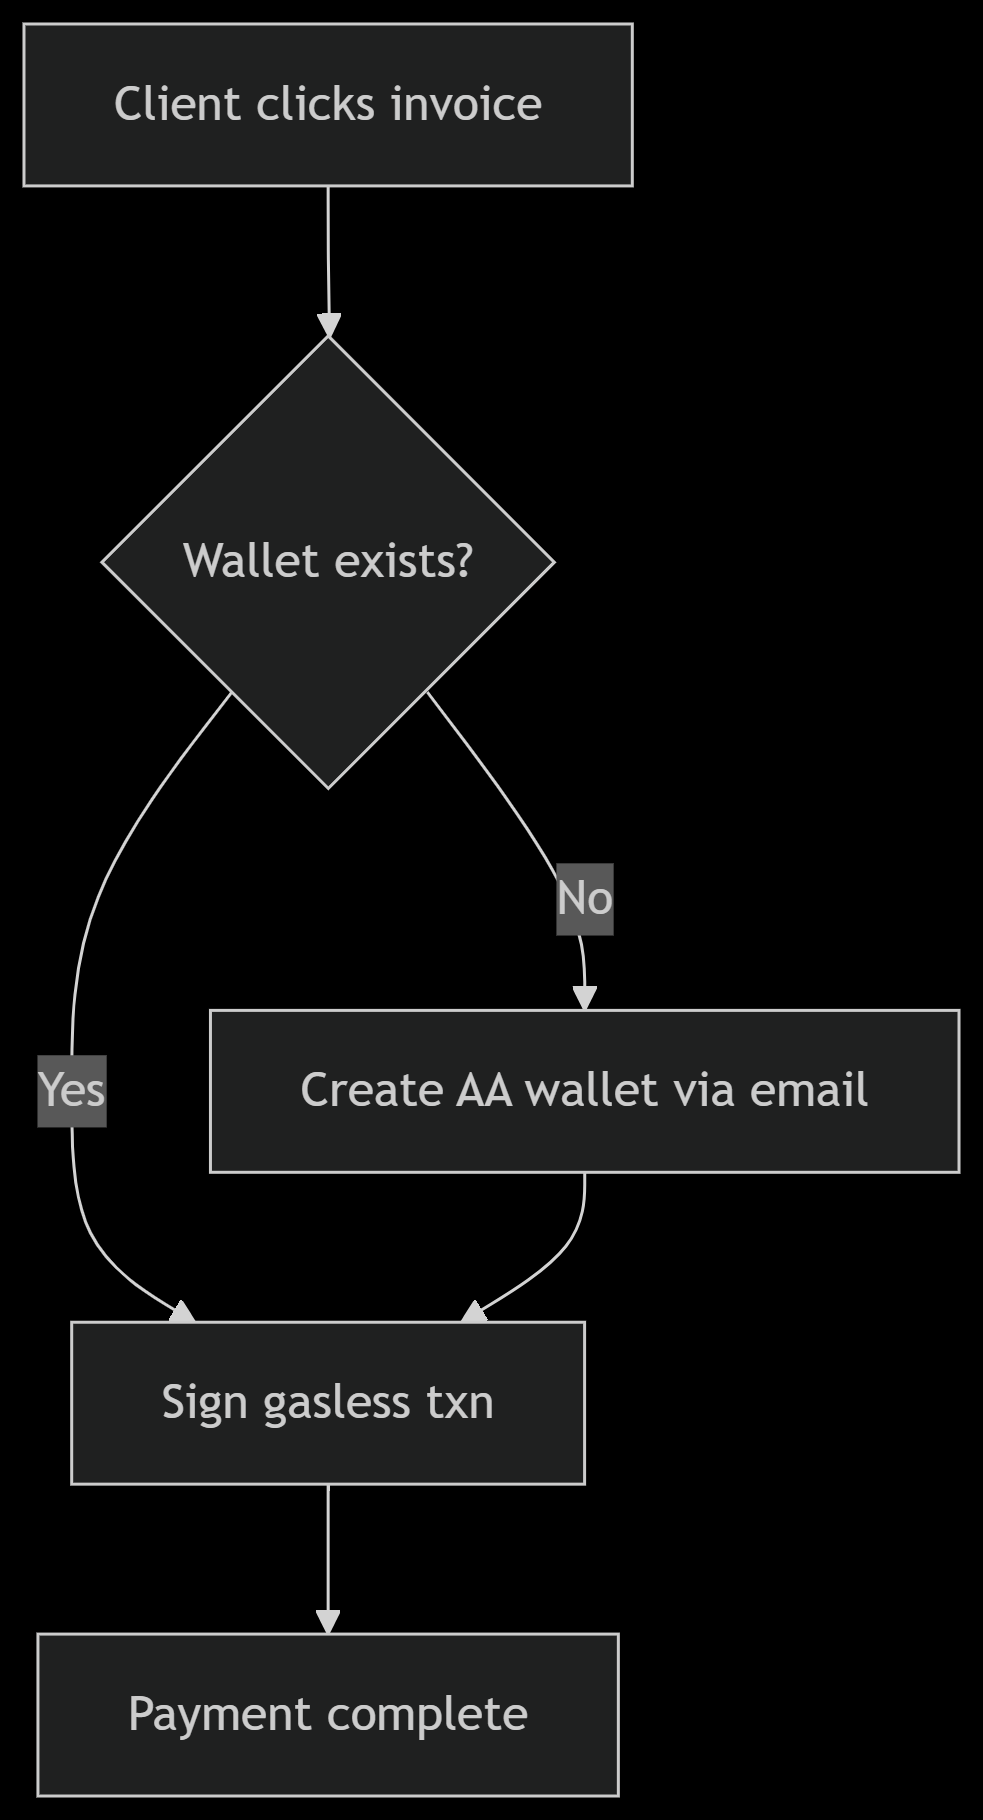 Client clicks invoice
Wallet exists?
No
Yes
Create AA wallet via email
Sign gasless txn
Payment complete